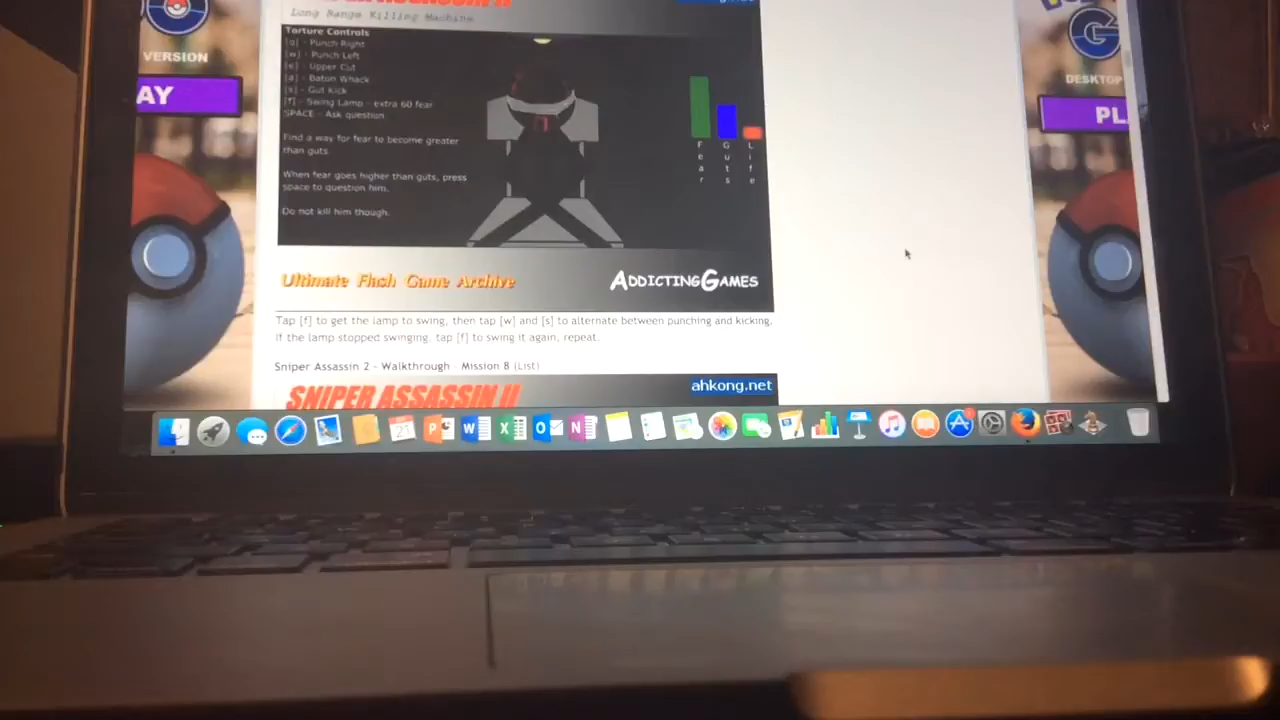 VERSION
AY
DESKTOP
PL
Long Range Killing Machine
Torture Controls
[q] - Punch Right
[w] - Punch Left
[e] - Upper Cut
[a] - Baton Whack
[s] - Gut Kick
[f] - Swing Lamp - extra 60 fear
SPACE - Ask question
Find a way for fear to become greater
than guts.
When fear goes higher than guts, press
space to question him.
Do not kill him though.
Fear
Guts
Life
Ultimate Flash Game Archive
ADDICTINGGAMES
Tap [f] to get the lamp to swing, then tap [w] and [s] to alternate between punching and kicking.
If the lamp stopped swinging, tap [f] to swing it again, repeat.
Sniper Assassin 2 - Walkthrough - Mission 8 (List)
SNIPER ASSASSIN II
ahkong.net
21
P
W
X
O
N